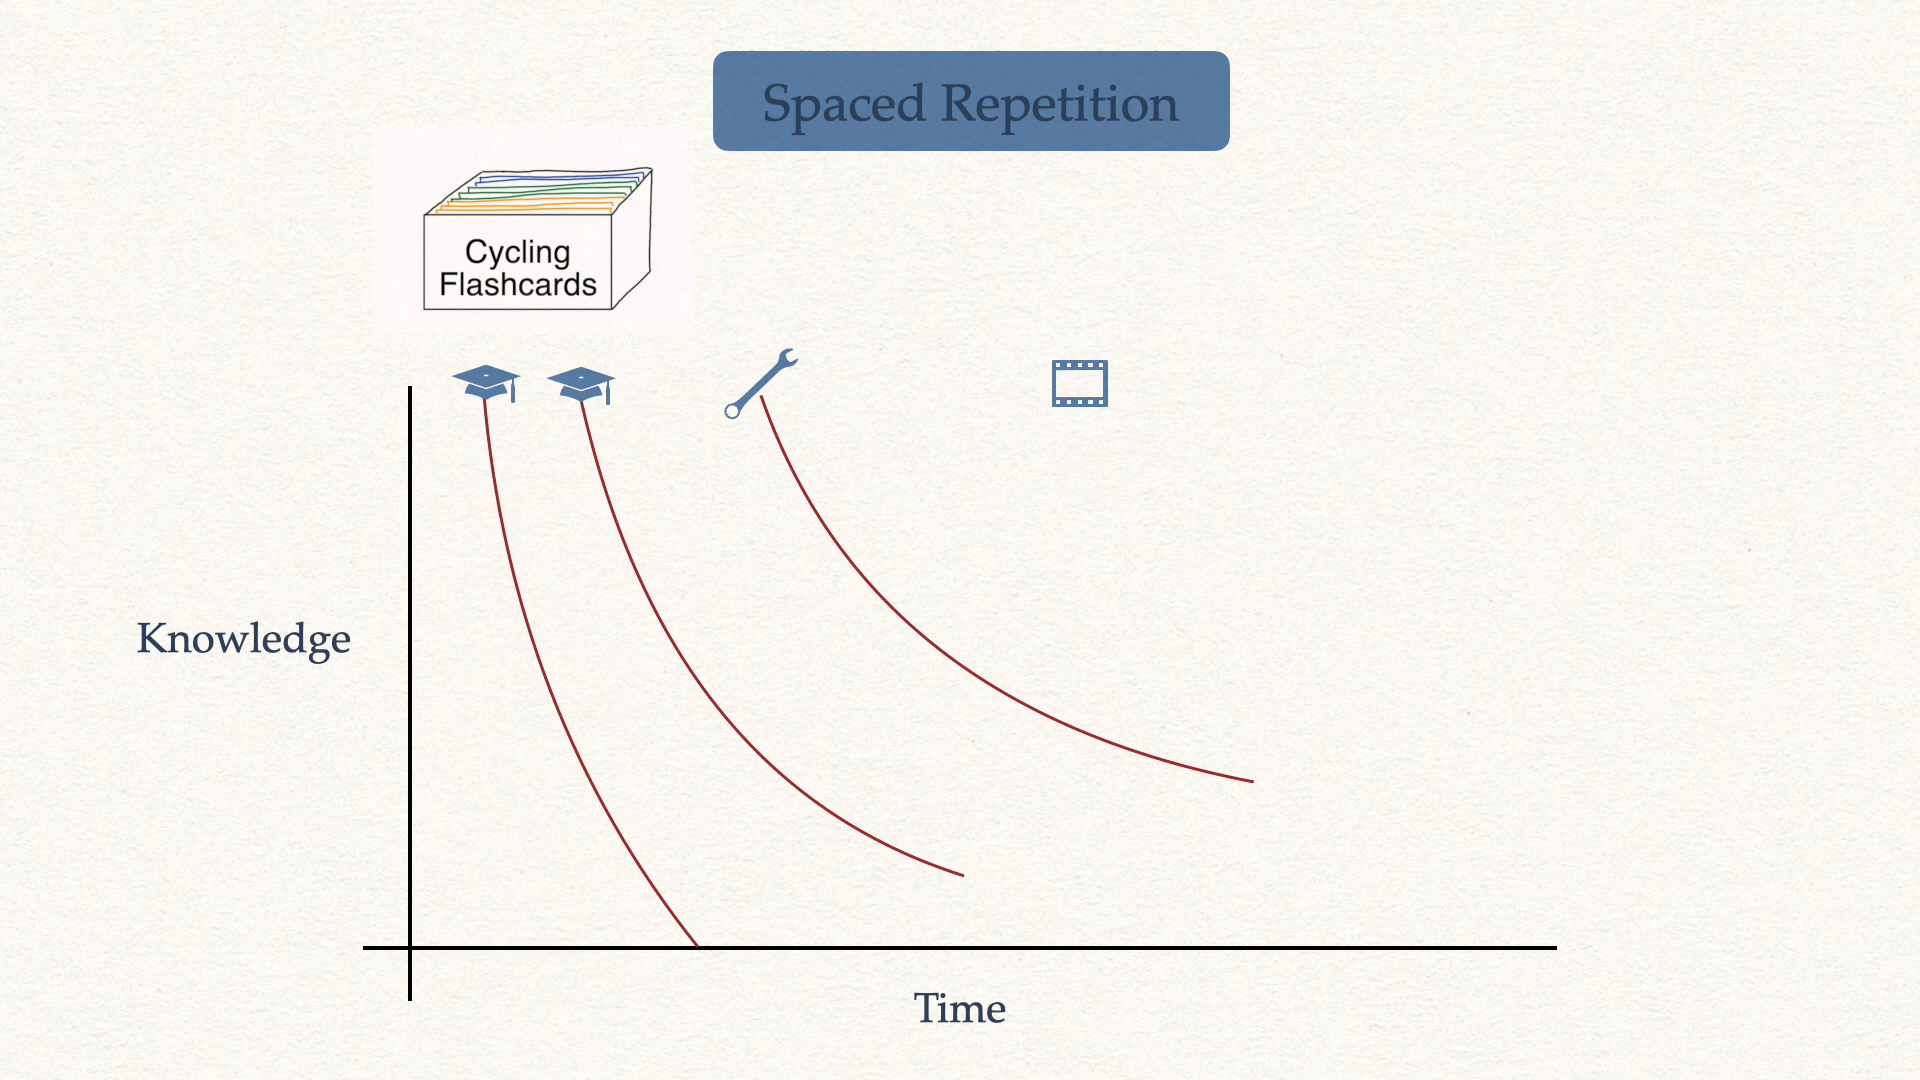 Spaced Repetition
Cycling
Flashcards
Knowledge
Time